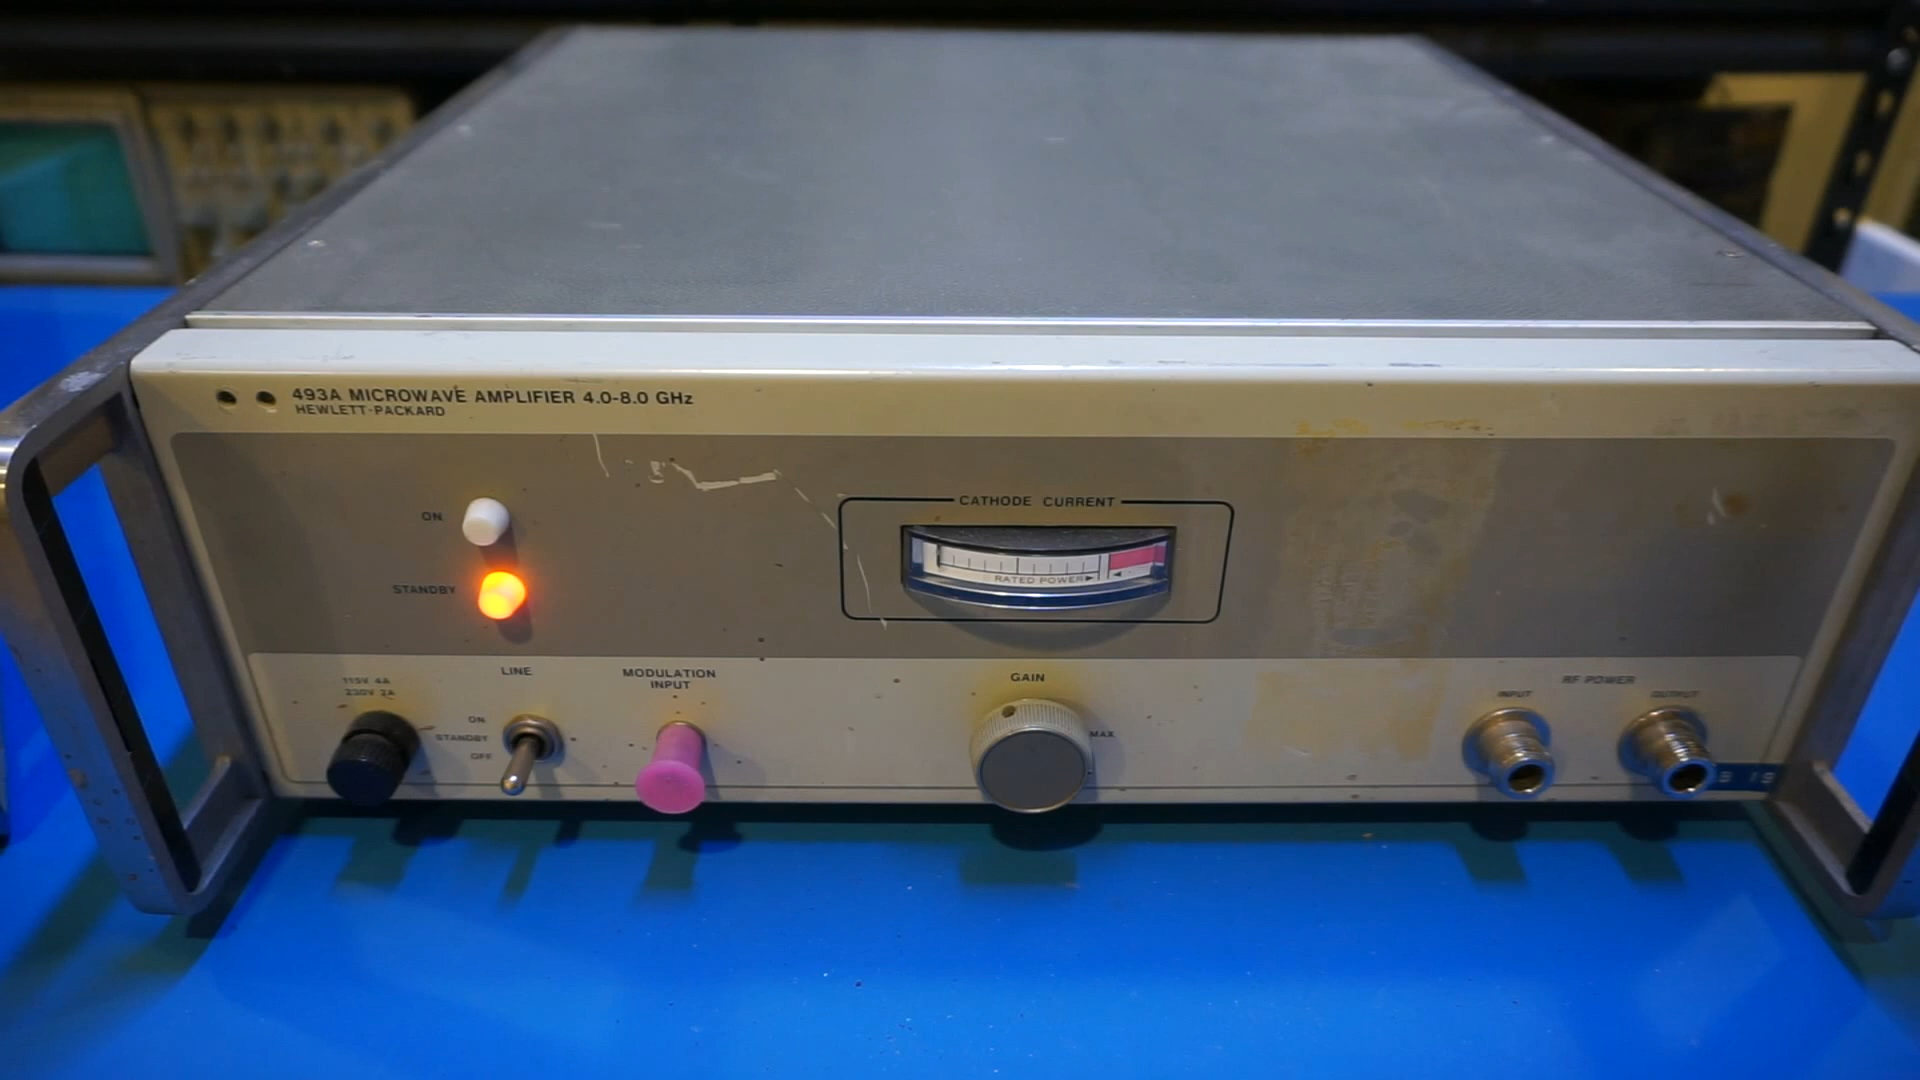 493A MICROWAVE AMPLIFIER 4.0-8.0 GHz
HEWLETT-PACKARD
ON
STANDBY
CATHODE CURRENT
RATED POWER
115V 4A
230V 2A
LINE
ON
STANDBY
OFF
MODULATION
INPUT
GAIN
MAX
RF POWER
INPUT
OUTPUT